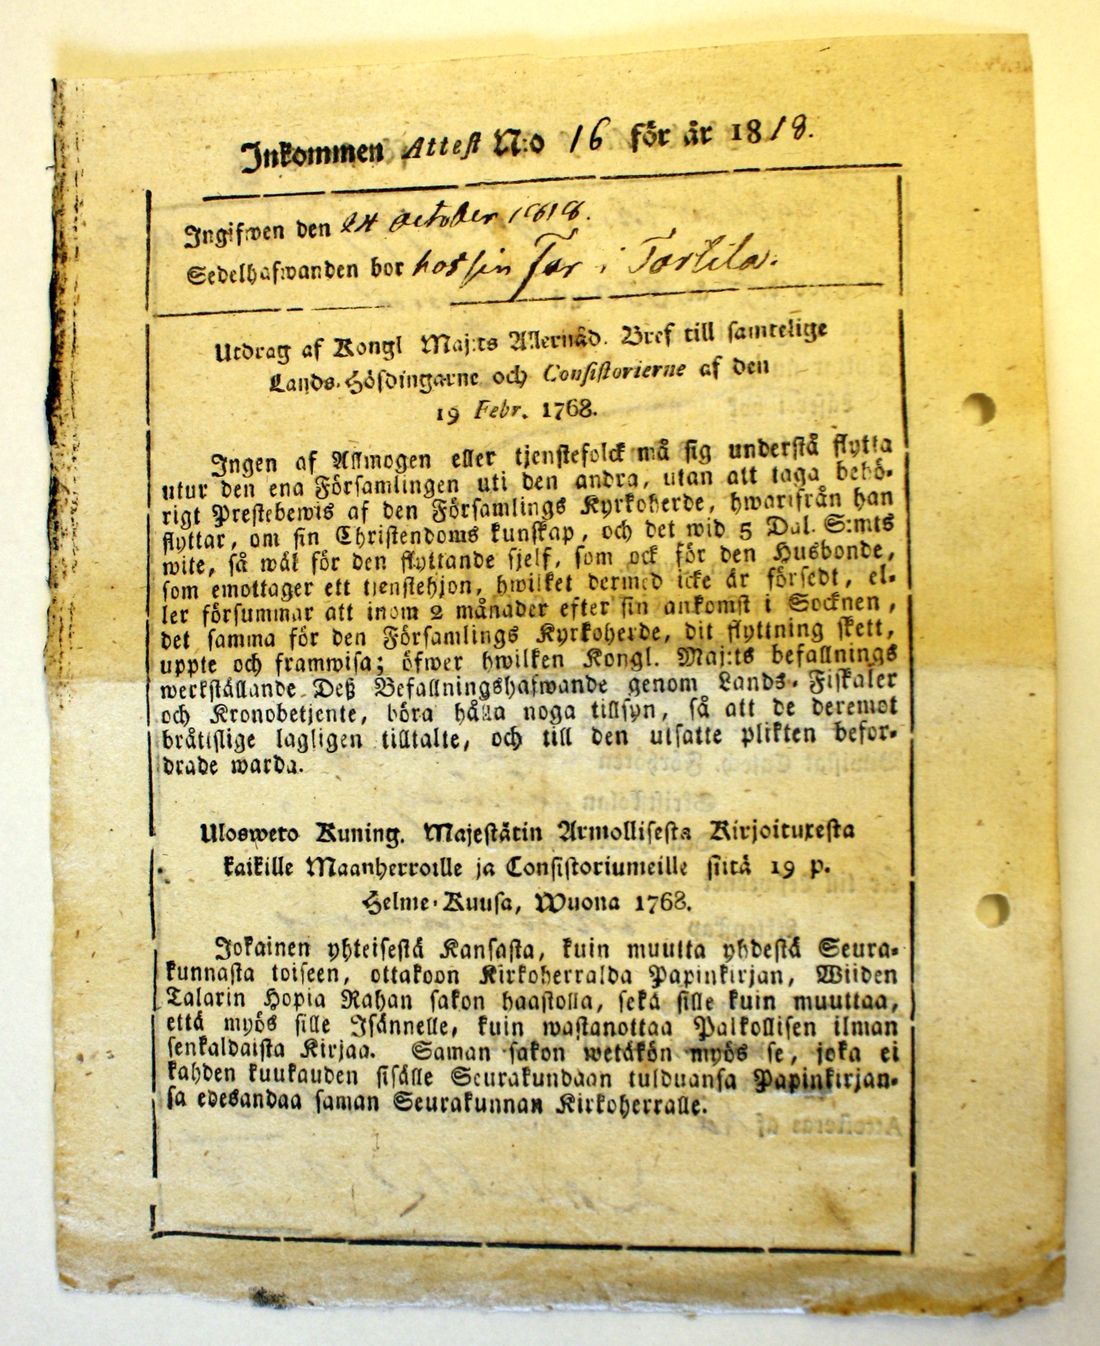 Inkommen Attest N:o 16 för år 1818.
Ingifwen den 24 october 1818.
Sedelhafwanden bor hos sin Far i Torlila.
Utdrag af Kongl Maj:ts Allernåd. Bref till samtelige
Lands-Höfdingarne och Consistorierne af den
19 Febr. 1768.
Ingen af Allmogen eller tjenstefolck må sig understå flytta
utur den ena Församlingen uti den andra, utan att taga behö-
rigt Prestebewis af den Församlings Kyrkoherde, hwarifrån han
flyttar, om sin Christendoms kunskap, och det wid 5 Dal. S:mts
wite, så wäl för den flyttande sjelf, som ock för den Husbonde,
som emottager ett tjenstehjon, hwilket dermed icke är försedt, el-
ler försummar att inom 2 månader efter sin ankomst i Socknen,
det samma för den Församlings Kyrkoherde, dit flyttning skett,
uppte och framwisa; öfwer hwilken Kongl. Maj:ts befallnings
werkställande Deß Befallningshafwande genom Lands-Fiskaler
och Kronobetjente, böra hålla noga tillsyn, så att de deremot
bråtislige lagligen tilltalte, och till den utsatte plikten befor-
drade warda.
Ulosweto Kuning. Majestätin Armollisesta Kirjoituxesta
kaikille Maanherroille ja Consistoriumeille siitä 19 p.
Helme-Kuusa, Wuona 1768.
Jokainen yhteisestä Kansasta, kuin muutta yhdestä Seura-
kunnasta toiseen, ottakoon Kirkoherralda Papinkirjan, Wiiden
Talarin Hopia Rahan sakon haastolla, sekä sille kuin muuttaa,
että myös sille Isännelle, kuin wastanottaa Palkollisen ilman
senkaldaista Kirjaa. Saman sakon wetäkön myös se, joka ei
kahden kuukauden sisälle Seurakundaan tulduansa Papinkirjan-
sa edesandaa saman Seurakunnan Kirkoherralle.